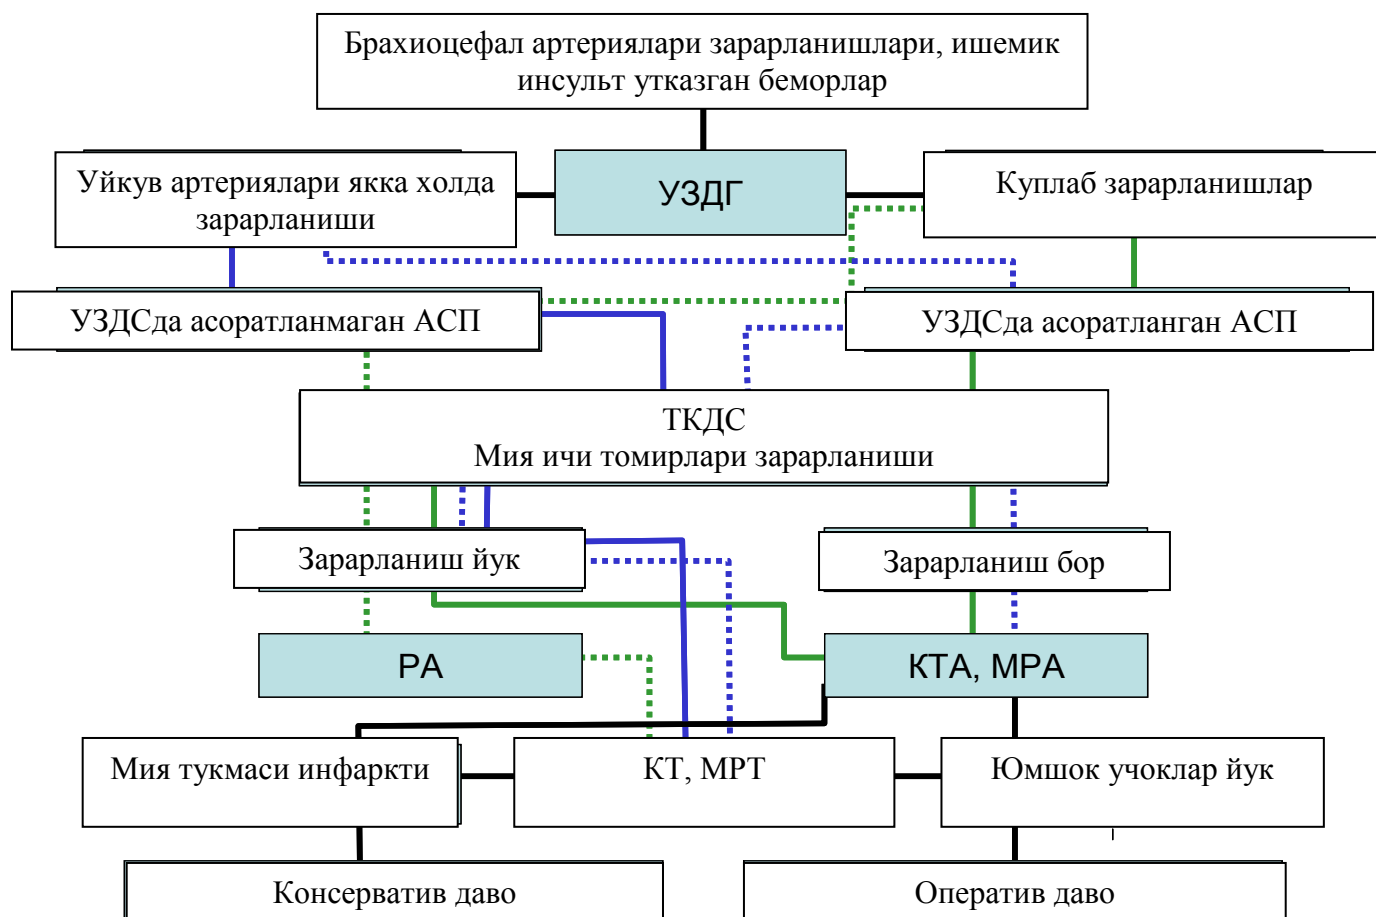 Брахиоцефал артериялари зарарланишлари, ишемик
инсульт утказган беморлар
Уйкув артериялари якка холда
зарарланиши
УЗДГ
Куплаб зарарланишлар
УЗДСда асоратланмаган АСП
УЗДСда асоратланган АСП
ТКДС
Мия ичи томирлари зарарланиши
Зарарланиш йук
Зарарланиш бор
РА
КТА, МРА
Мия тукмаси инфаркти
КТ, МРТ
Юмшок учоклар йук
Консерватив даво
Оператив даво